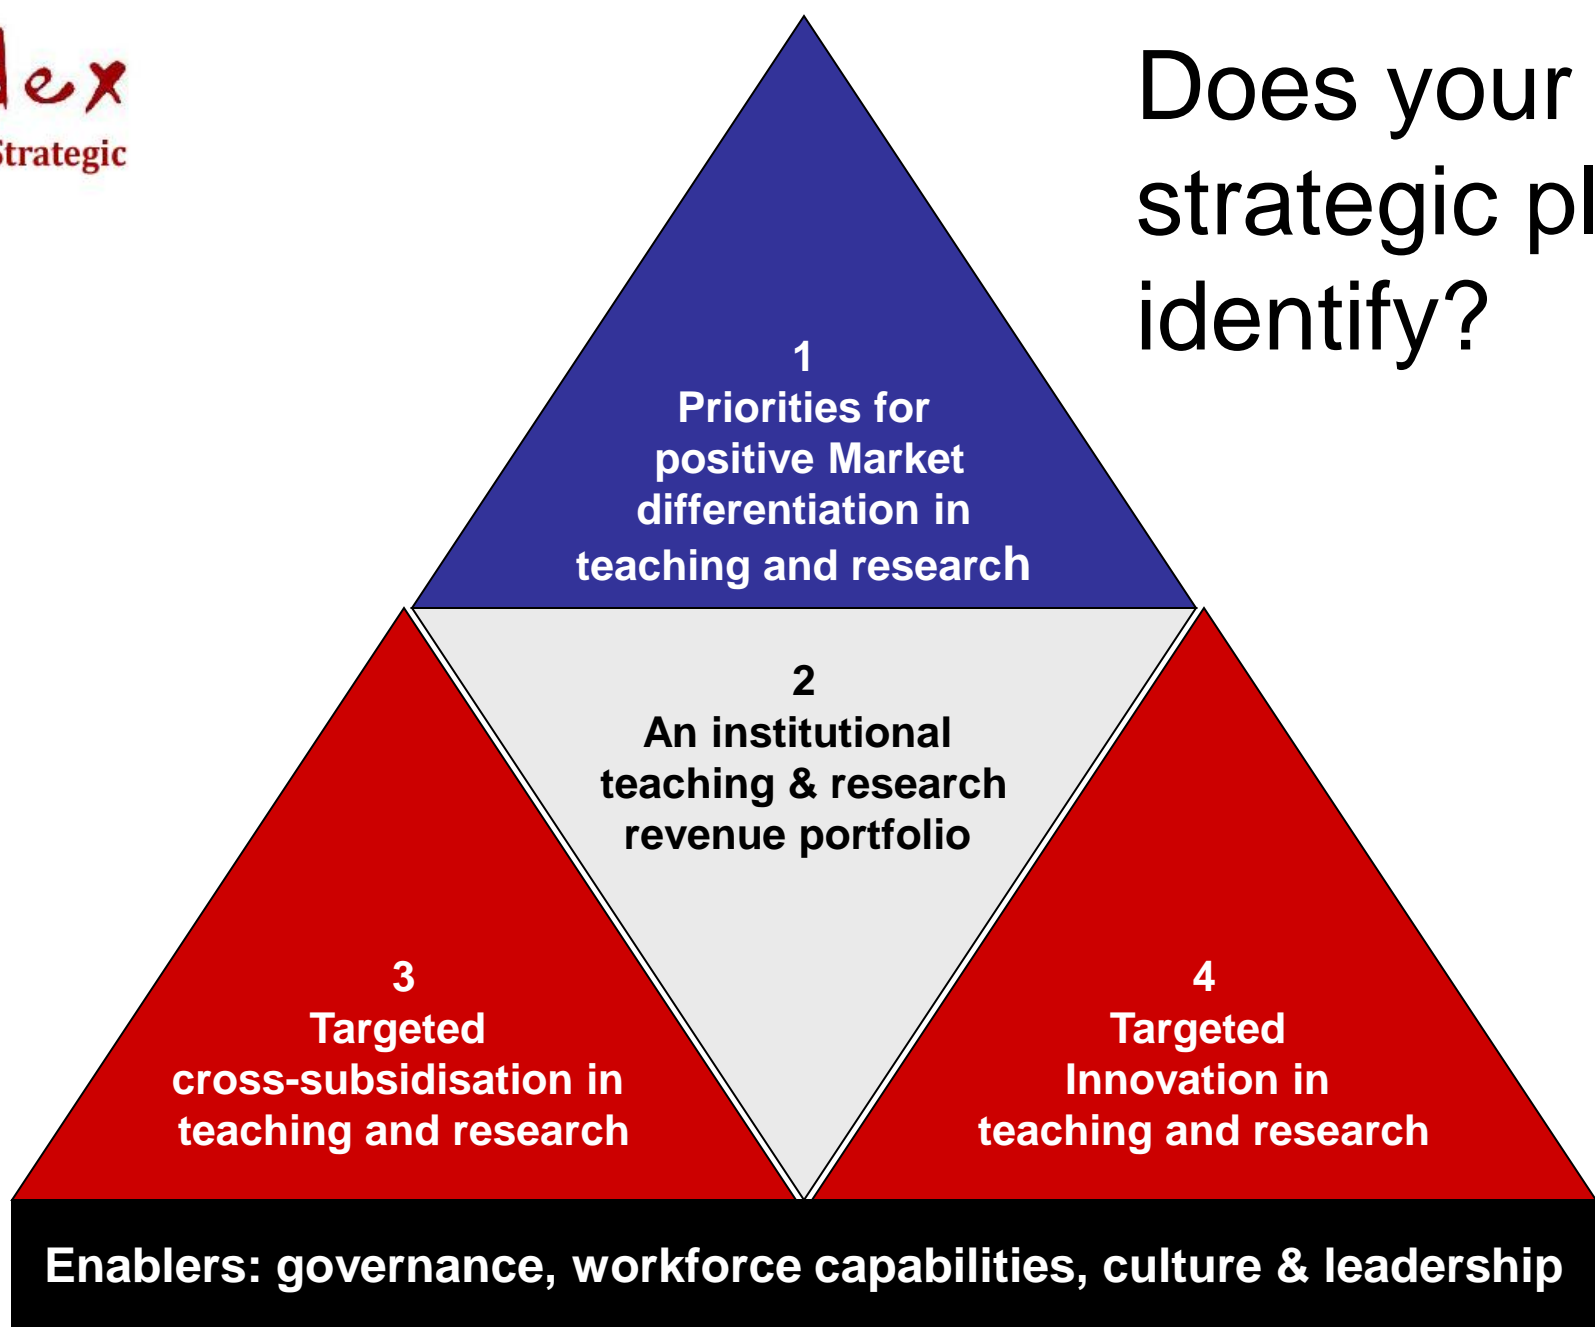 Strategic
Does your
strategic
identify?
1
Priorities for
positive Market
differentiation in
teaching and research
2
An institutional
teaching & research
revenue portfolio
3
Targeted
cross-subsidisation in
teaching and research
4
Targeted
Innovation in
teaching and research
Enablers: governance, workforce capabilities, culture & leadership